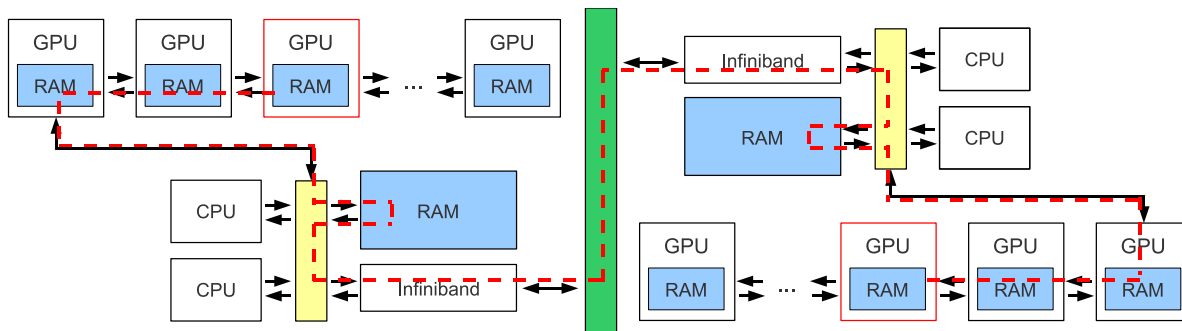 GPU GPU GPU GPU
RAM RAM RAM ... RAM
CPU RAM
CPU Infiniband
Infiniband CPU
RAM CPU
GPU GPU GPU GPU
RAM ... RAM RAM RAM